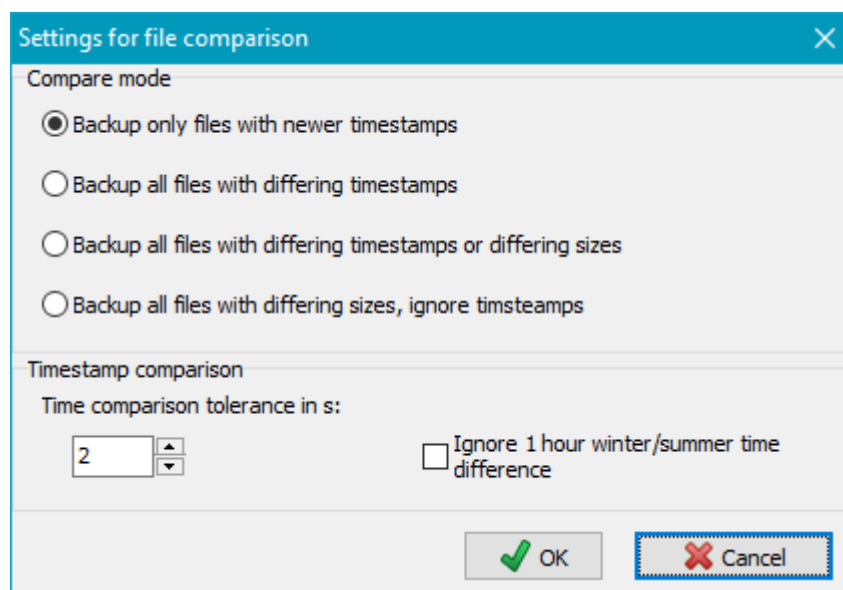 Settings for file comparison
Compare mode
Backup only files with newer timestamps
Backup all files with differing timestamps
Backup all files with differing timestamps or differing sizes
Backup all files with differing sizes, ignore timsteamps
Timestamp comparison
Time comparison tolerance in s:
2
Ignore 1 hour winter/summer time
difference
OK
Cancel